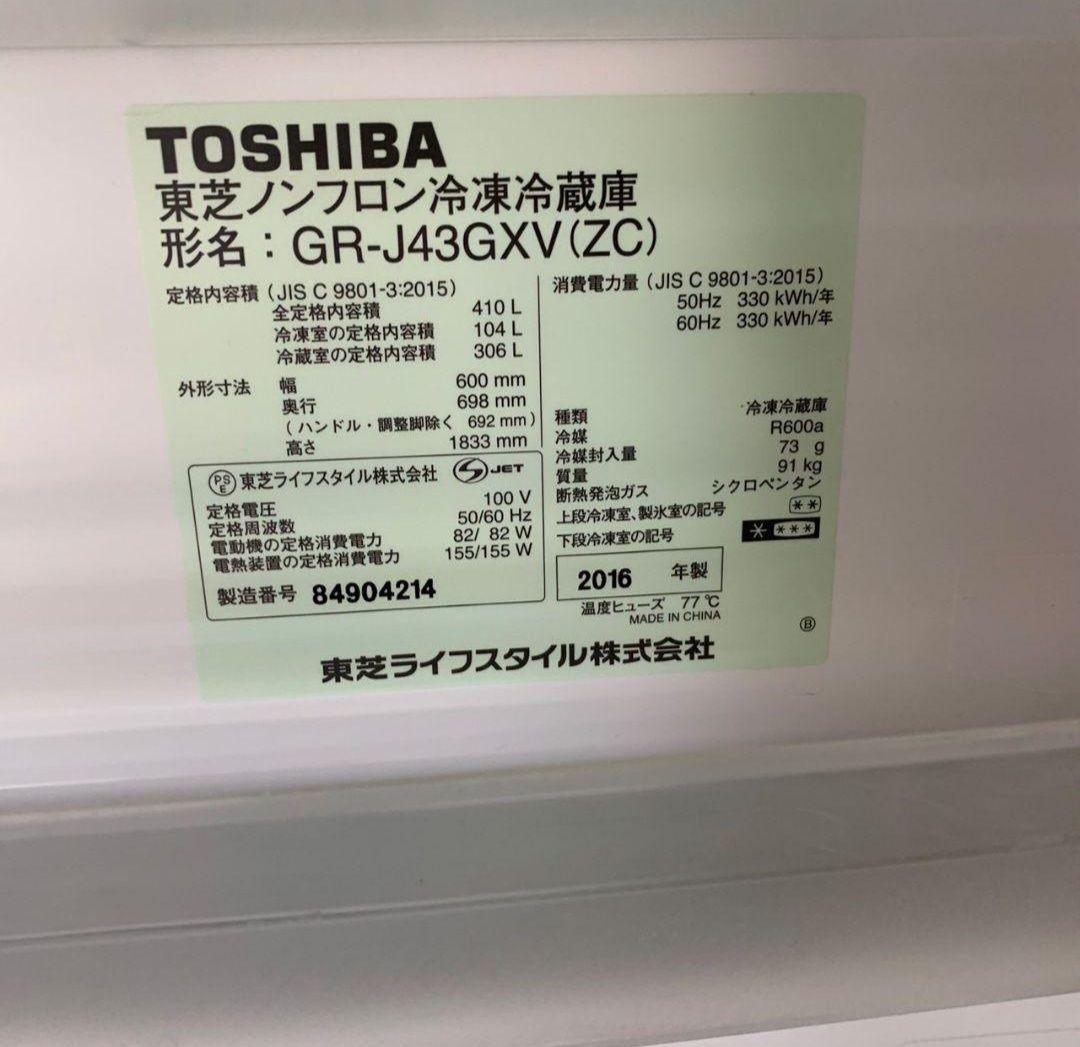 TOSHIBA
東芝ノンフロン冷凍冷蔵庫
形名：GR-J43GXV(ZC)
定格内容積（JIS C 9801-3:2015）
全定格内容積 410 L
冷凍室の定格内容積 104 L
冷蔵室の定格内容積 306 L
外形寸法 幅 600 mm
奥行 698 mm
（ハンドル・調整脚除く 692 mm）
高さ 1833 mm
PS
E
東芝ライフスタイル株式会社 JET
定格電圧 100 V
定格周波数 50/60 Hz
電動機の定格消費電力 82/ 82 W
電熱装置の定格消費電力 155/155 W
製造番号 84904214
消費電力量（JIS C 9801-3:2015）
50Hz 330 kWh/年
60Hz 330 kWh/年
種類 冷凍冷蔵庫
冷媒 R600a
冷媒封入量 73 g
質量 91 kg
断熱発泡ガス シクロペンタン
上段冷凍室、製氷室の記号 **
下段冷凍室の記号 * ***
2016 年製
温度ヒューズ 77 ℃
MADE IN CHINA
Ⓑ
東芝ライフスタイル株式会社